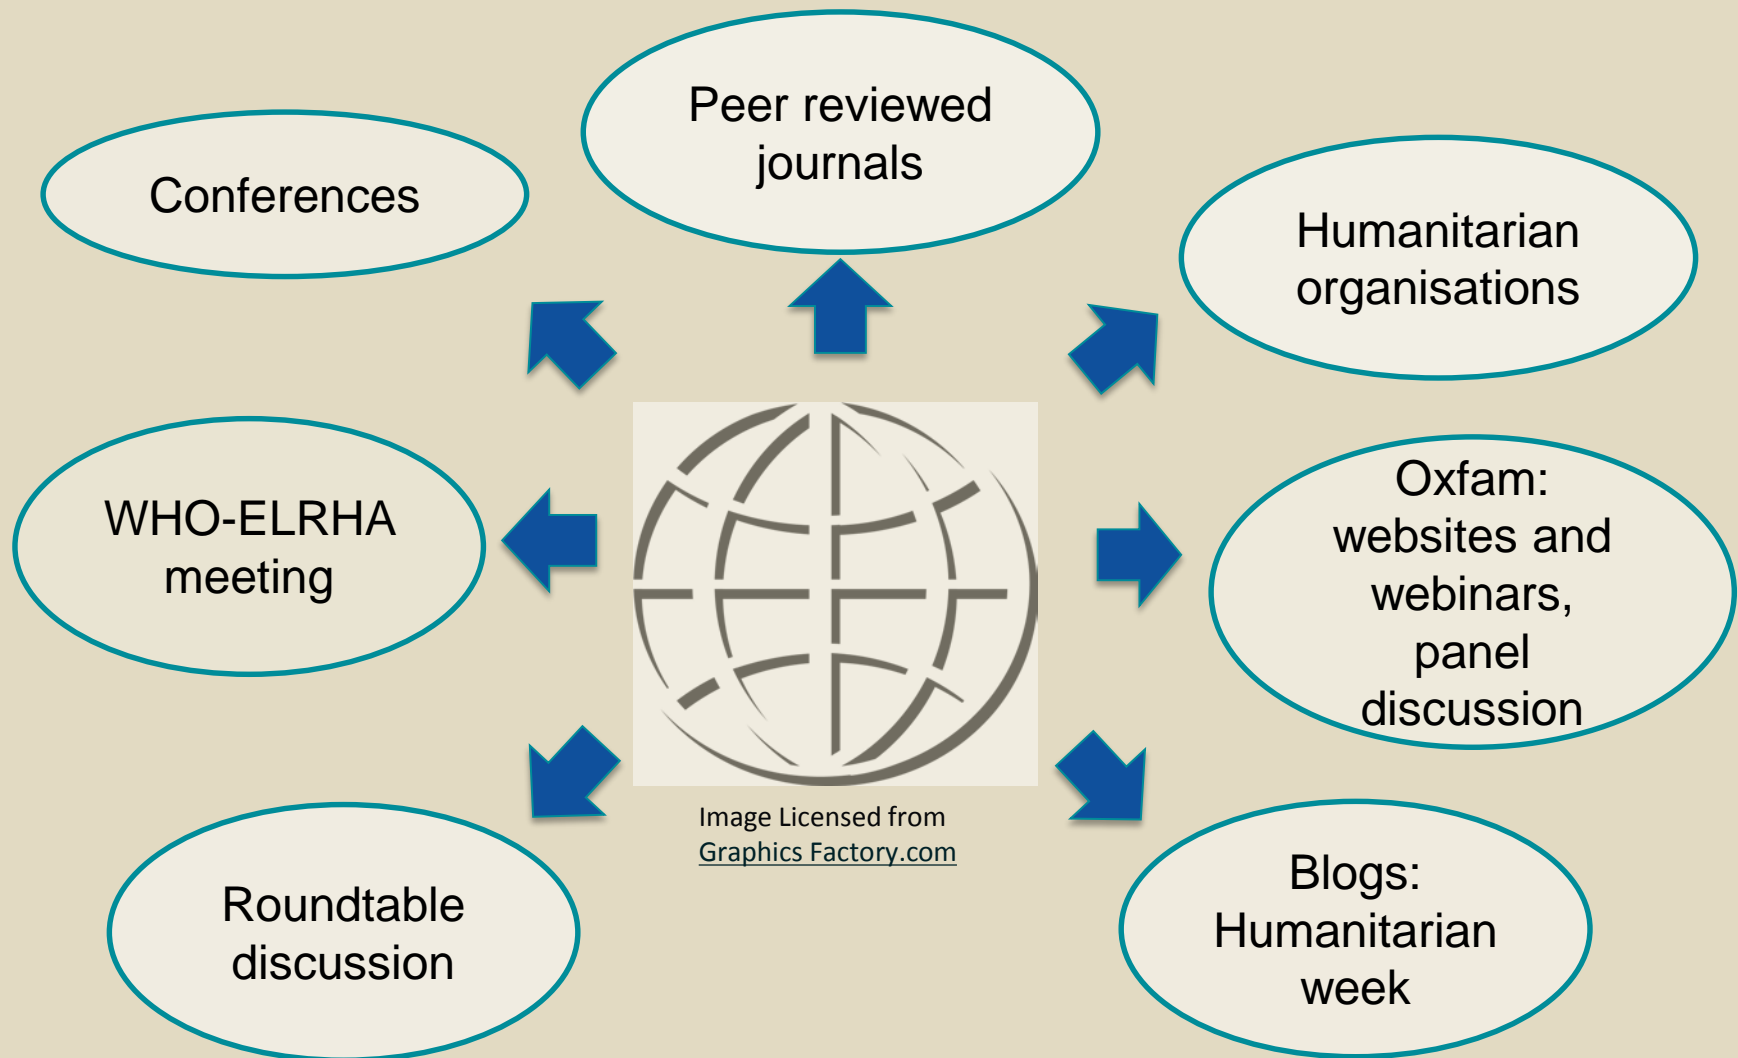 Peer reviewed
journals
Conferences
Humanitarian
organisations
WHO-ELRHA
meeting
Oxfam:
websites and
webinars,
panel
discussion
Image Licensed from
Graphics Factory.com
Roundtable
discussion
Blogs:
Humanitarian
week